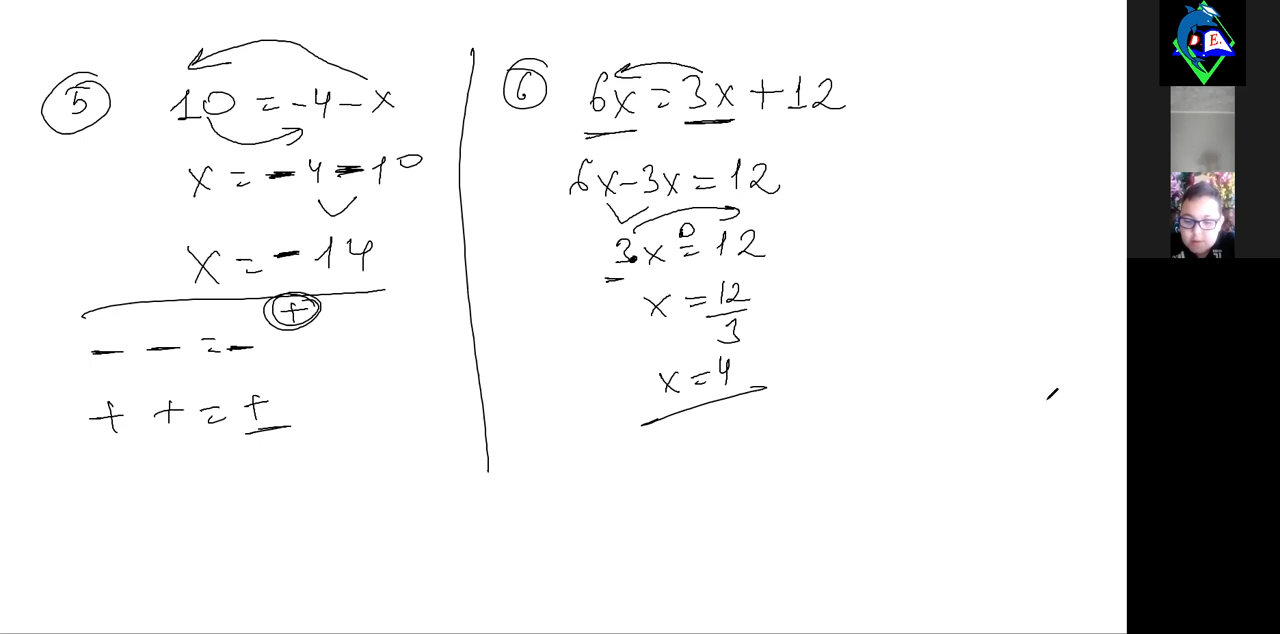 5
10 = -4 - x
x = -4 - 10
x = -14
+
- - = -
+ + = +
6
6x = 3x + 12
6x - 3x = 12
3x = 12
x = 12/3
x = 4
D. E.